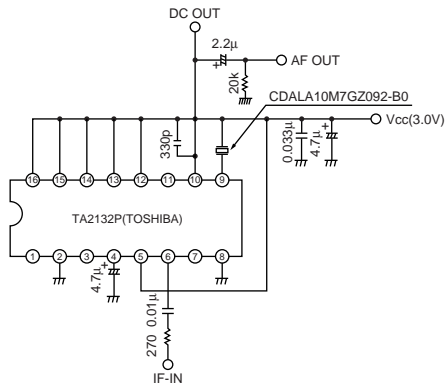 DC OUT
2.2μ
+
AF OUT
20k
CDALA10M7GZ092-B0
Vcc(3.0V)
330p
0.033μ
4.7μ
+
16 15 14 13 12 11 10 9
TA2132P(TOSHIBA)
1 2 3 4 5 6 7 8
4.7μ
+
0.01μ
270
IF-IN